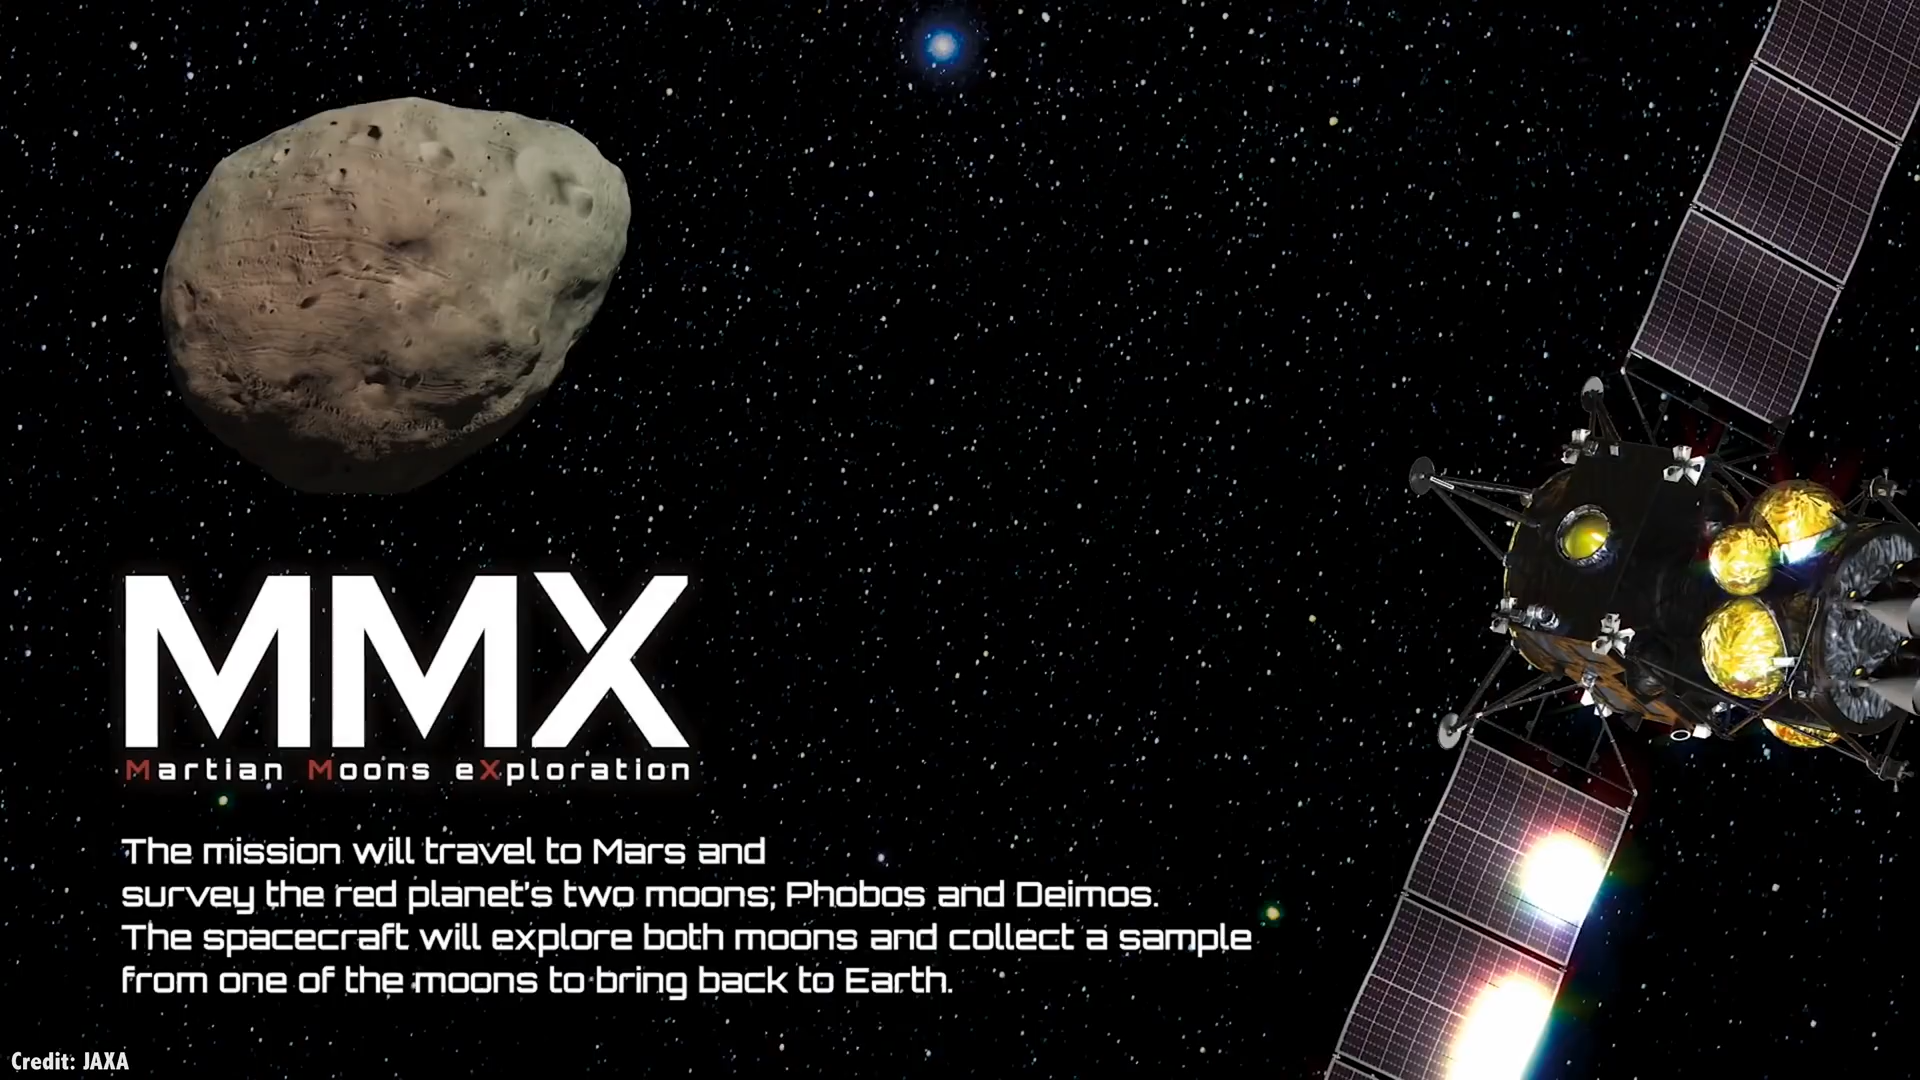 MMX
Martian Moons eXploration
The mission will travel to Mars and
survey the red planet's two moons; Phobos and Deimos.
The spacecraft will explore both moons and collect a sample
from one of the moons to bring back to Earth.
Credit: JAXA